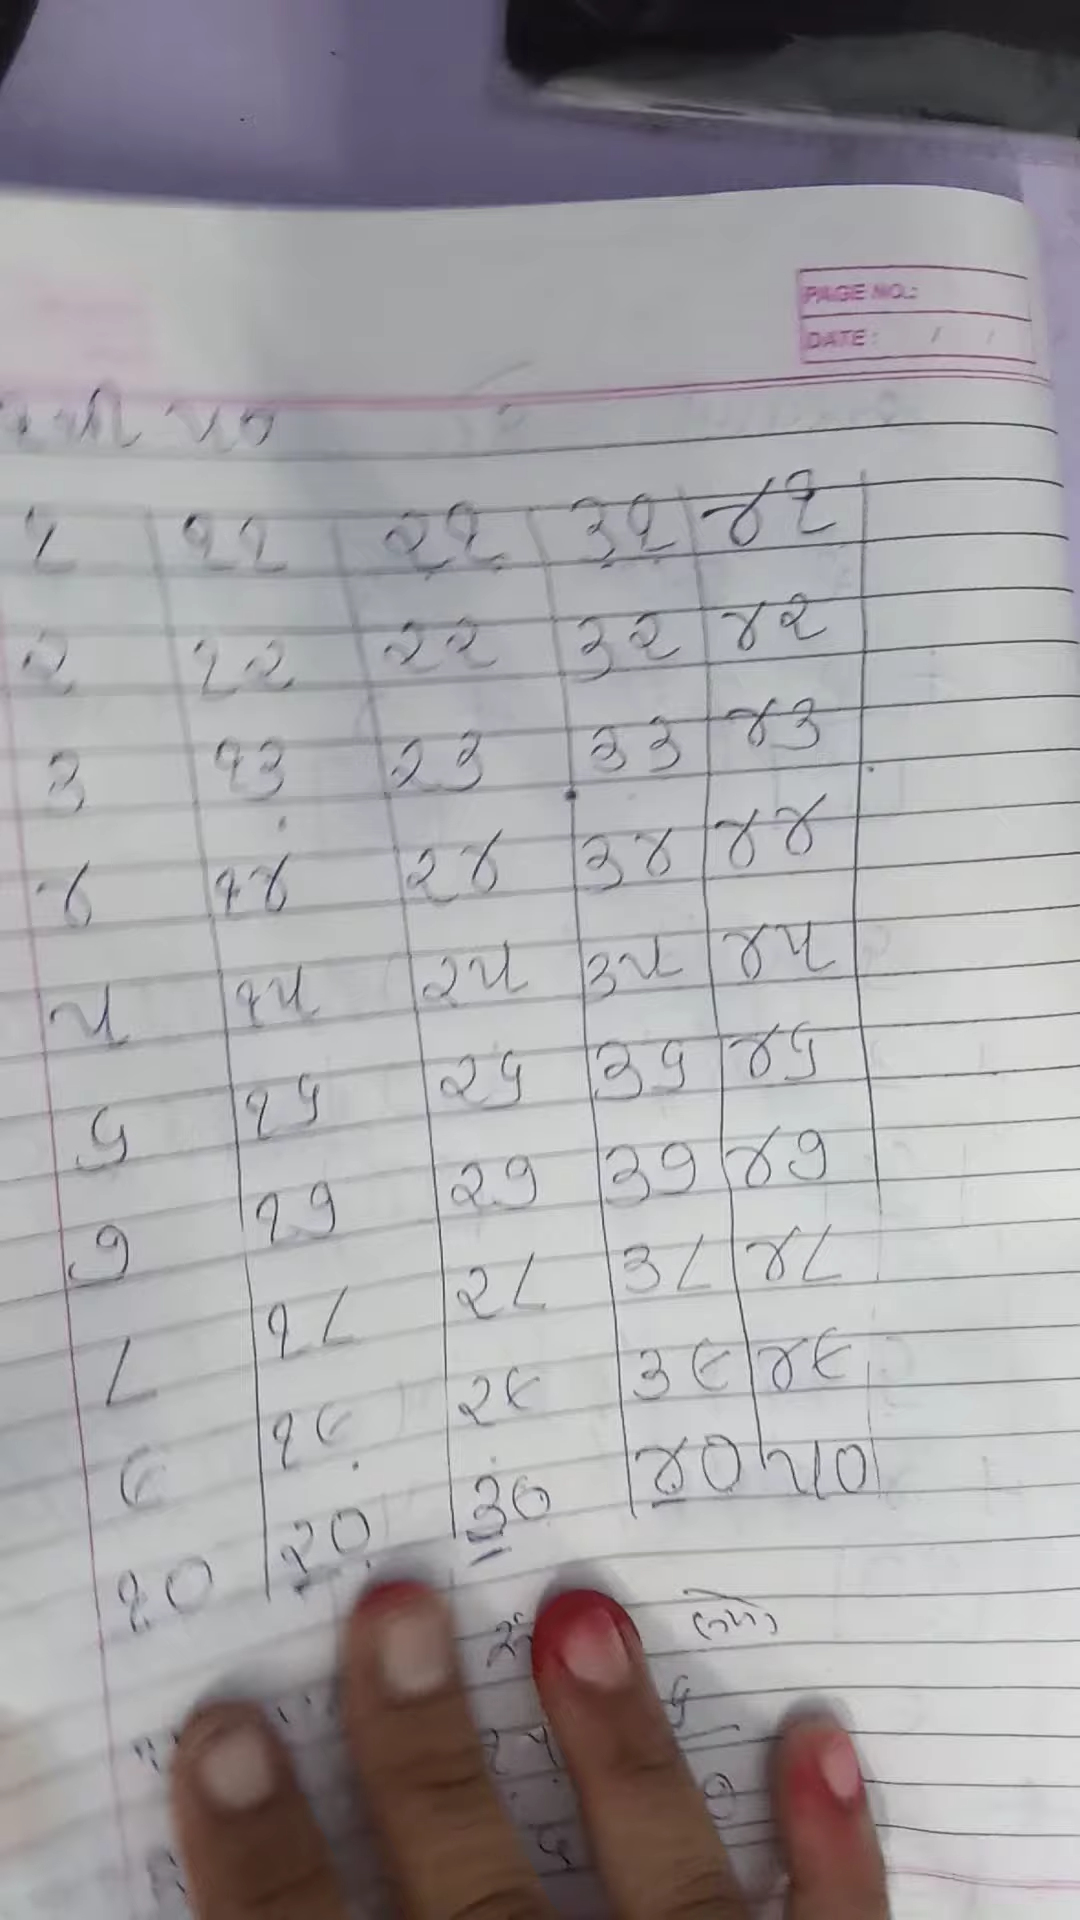 PAGE NO.:
DATE : / /
૫૦
૧ ૧૧ ૨૧ ૩૧ ૪૧
૨ ૧૨ ૨૨ ૩૨ ૪૨
૩ ૧૩ ૨૩ ૩૩ ૪૩
૪ ૧૪ ૨૪ ૩૪ ૪૪
૫ ૧૫ ૨૫ ૩૫ ૪૫
૬ ૧૬ ૨૬ ૩૬ ૪૬
૭ ૧૭ ૨૭ ૩૭ ૪૭
૮ ૧૮ ૨૮ ૩૮ ૪૮
૯ ૧૯ ૨૯ ૩૯ ૪૯
૧૦ ૨૦ ૩૦ ૪૦ ૫૦